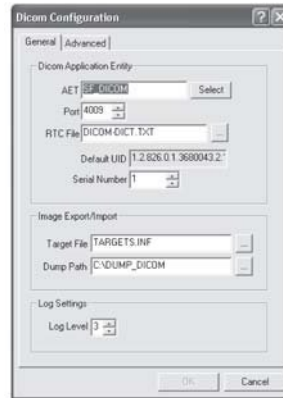 Dicom Configuration
General Advanced
Dicom Application Entity
AET SF_DICOM Select
Port 4009
RTC File DICOM-DICT.TXT ...
Default UID 1.2.826.0.1.3680043.2.
Serial Number 1
Image Export/Import
Target File TARGETS.INF ...
Dump Path C:\DUMP_DICOM ...
Log Settings
Log Level 3
OK Cancel